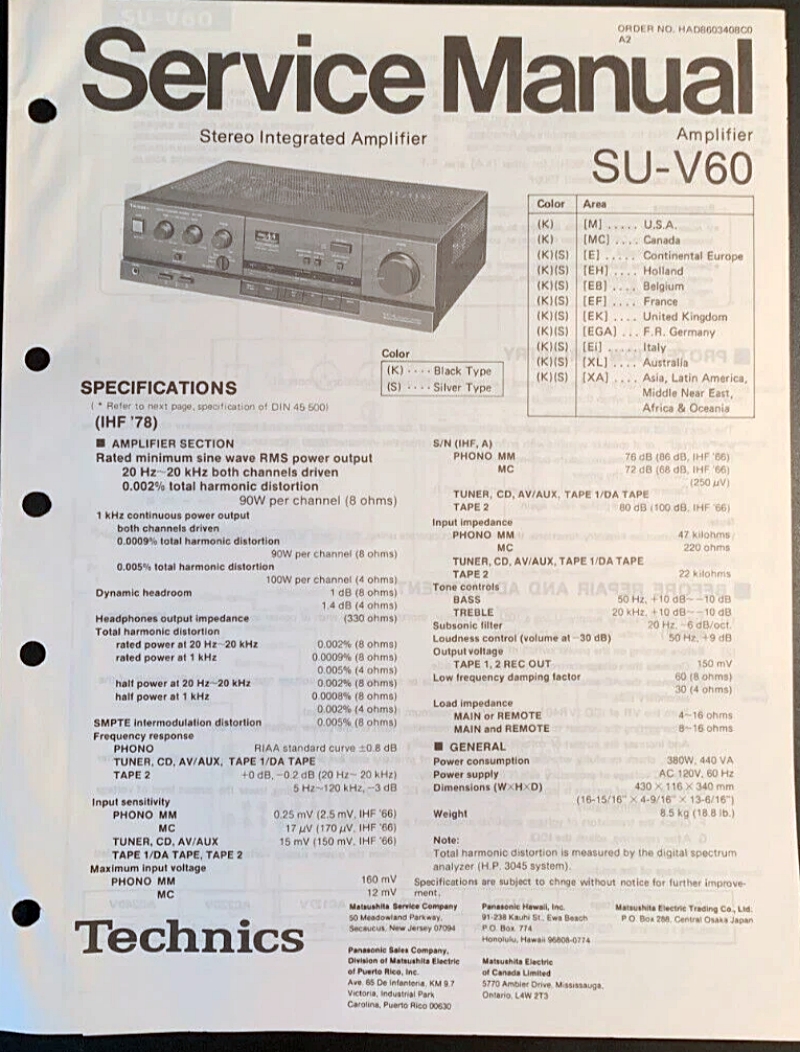 ORDER NO. HAD8603408C0
A2
Service Manual
Stereo Integrated Amplifier
Amplifier
SU-V60
Color Area
(K) [M] ..... U.S.A.
(K) [MC] .... Canada
(K)(S) [E] ..... Continental Europe
(K)(S) [EH] .... Holland
(K)(S) [EB] .... Belgium
(K)(S) [EF] .... France
(K)(S) [EK] .... United Kingdom
(K)(S) [EGA] ... F.R. Germany
(K)(S) [Ei] ..... Italy
(K)(S) [XL] .... Australia
(K)(S) [XA] .... Asia, Latin America,
Middle Near East,
Africa & Oceania
Color
(K) ···· Black Type
(S) ···· Silver Type
SPECIFICATIONS
( * Refer to next page, specification of DIN 45 500)
(IHF '78)
■ AMPLIFIER SECTION
Rated minimum sine wave RMS power output
20 Hz~20 kHz both channels driven
0.002% total harmonic distortion
90W per channel (8 ohms)
1 kHz continuous power output
both channels driven
0.0009% total harmonic distortion
90W per channel (8 ohms)
0.005% total harmonic distortion
100W per channel (4 ohms)
Dynamic headroom 1 dB (8 ohms)
1.4 dB (4 ohms)
Headphones output impedance (330 ohms)
Total harmonic distortion
rated power at 20 Hz~20 kHz 0.002% (8 ohms)
rated power at 1 kHz 0.0009% (8 ohms)
0.005% (4 ohms)
half power at 20 Hz~20 kHz 0.002% (8 ohms)
half power at 1 kHz 0.0008% (8 ohms)
0.002% (4 ohms)
SMPTE intermodulation distortion 0.005% (8 ohms)
Frequency response
PHONO RIAA standard curve ±0.8 dB
TUNER, CD, AV/AUX, TAPE 1/DA TAPE
TAPE 2 +0 dB, −0.2 dB (20 Hz~ 20 kHz)
5 Hz~120 kHz, −3 dB
Input sensitivity
PHONO MM 0.25 mV (2.5 mV, IHF '66)
MC 17 μV (170 μV, IHF '66)
TUNER, CD, AV/AUX 15 mV (150 mV, IHF '66)
TAPE 1/DA TAPE, TAPE 2
Maximum input voltage
PHONO MM 160 mV
MC 12 mV
S/N (IHF, A)
PHONO MM 76 dB (86 dB, IHF '66)
MC 72 dB (68 dB, IHF '66)
(250 μV)
TUNER, CD, AV/AUX, TAPE 1/DA TAPE
TAPE 2 80 dB (100 dB, IHF '66)
Input impedance
PHONO MM 47 kilohms
MC 220 ohms
TUNER, CD, AV/AUX, TAPE 1/DA TAPE
TAPE 2 22 kilohms
Tone controls
BASS 50 Hz, +10 dB~−10 dB
TREBLE 20 kHz, +10 dB~−10 dB
Subsonic filter 20 Hz, −6 dB/oct.
Loudness control (volume at −30 dB) 50 Hz, +9 dB
Output voltage
TAPE 1, 2 REC OUT 150 mV
Low frequency damping factor 60 (8 ohms)
30 (4 ohms)
Load impedance
MAIN or REMOTE 4~16 ohms
MAIN and REMOTE 8~16 ohms
■ GENERAL
Power consumption 380W, 440 VA
Power supply AC 120V, 60 Hz
Dimensions (W×H×D) 430 × 116 × 340 mm
(16-15/16" × 4-9/16" × 13-6/16")
Weight 8.5 kg (18.8 lb.)
Note:
Total harmonic distortion is measured by the digital spectrum
analyzer (H.P. 3045 system).
Specifications are subject to chnge without notice for further improve-
ment.
Technics
Matsushita Service Company
50 Meadowland Parkway,
Secaucus, New Jersey 07094
Panasonic Sales Company,
Division of Matsushita Electric
of Puerto Rico, Inc.
Ave. 65 De Infanteria, KM 9.7
Victoria, Industrial Park
Carolina, Puerto Rico 00630
Panasonic Hawaii, Inc.
91-238 Kauhi St., Ewa Beach
P.O. Box 774
Honolulu, Hawaii 96808-0774
Matsushita Electric
of Canada Limited
5770 Ambler Drive, Mississauga,
Ontario, L4W 2T3
Matsushita Electric Trading Co., Ltd.
P.O. Box 288, Central Osaka Japan